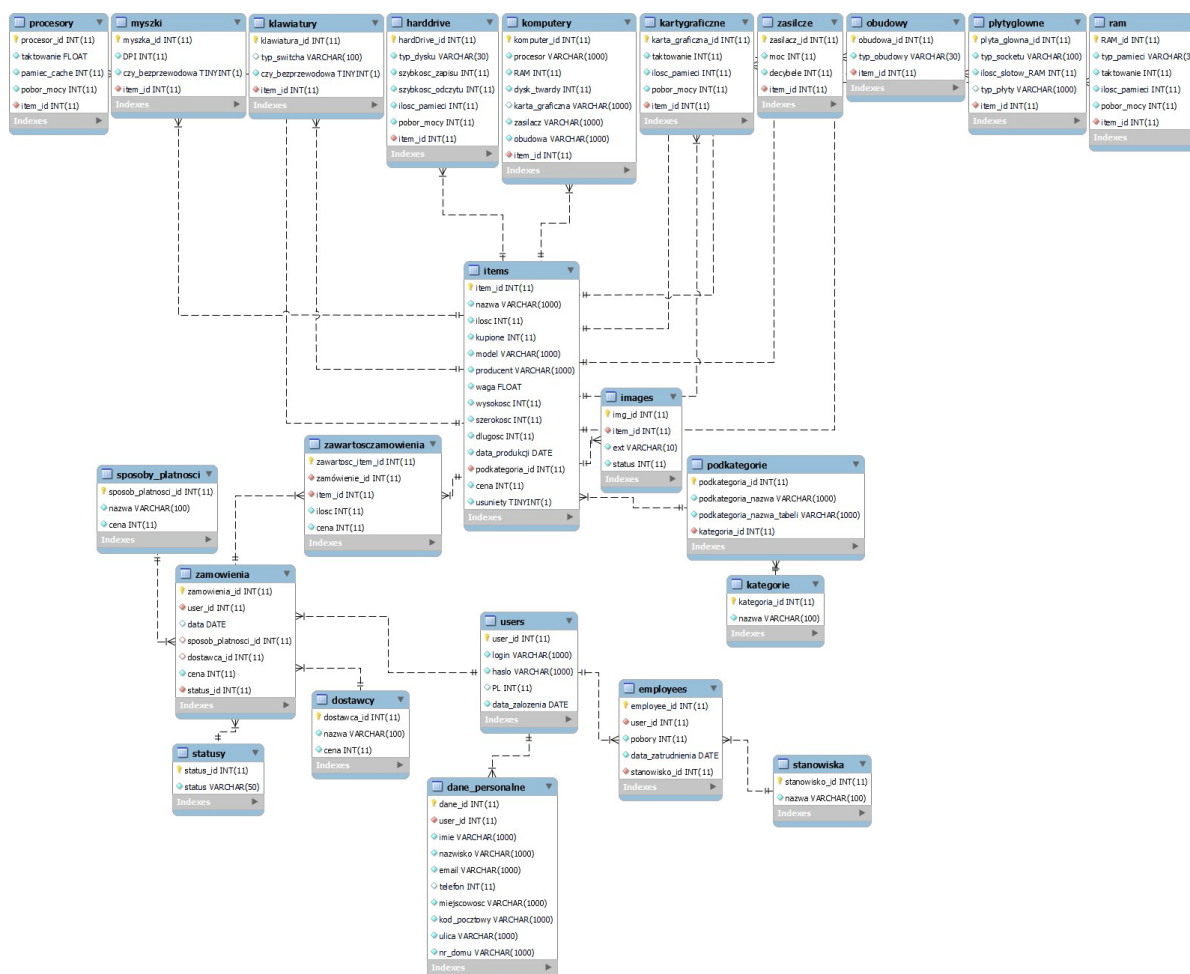 procesory
procesor_id INT(11)
taktowanie FLOAT
pamiec_cache INT(11)
pobor_mocy INT(11)
item_id INT(11)
Indexes
myszki
myszka_id INT(11)
DPI INT(11)
czy_bezprzewodowa TINYINT(1)
item_id INT(11)
Indexes
klawiatury
klawiatura_id INT(11)
typ_switcha VARCHAR(100)
czy_bezprzewodowa TINYINT(1)
item_id INT(11)
Indexes
harddrive
hardDrive_id INT(11)
typ_dysku VARCHAR(30)
szybkosc_zapisu INT(11)
szybkosc_odczytu INT(11)
ilosc_pamieci INT(11)
pobor_mocy INT(11)
item_id INT(11)
Indexes
komputery
komputer_id INT(11)
procesor VARCHAR(1000)
RAM INT(11)
dysk_twardy INT(11)
karta_graficzna VARCHAR(1000)
zasilacz VARCHAR(1000)
obudowa VARCHAR(1000)
item_id INT(11)
Indexes
kartygraficzne
karta_graficzna_id INT(11)
taktowanie INT(11)
ilosc_pamieci INT(11)
pobor_mocy INT(11)
item_id INT(11)
Indexes
zasilcze
zasilacz_id INT(11)
moc INT(11)
decybele INT(11)
item_id INT(11)
Indexes
obudowy
obudowa_id INT(11)
typ_obudowy VARCHAR(30)
item_id INT(11)
Indexes
plytyglowne
plyta_glowna_id INT(11)
typ_socketu VARCHAR(100)
ilosc_slotow_RAM INT(11)
typ_płyty VARCHAR(1000)
item_id INT(11)
Indexes
ram
RAM_id INT(11)
typ_pamieci VARCHAR(3
taktowanie INT(11)
ilosc_pamieci INT(11)
pobor_mocy INT(11)
item_id INT(11)
Indexes
items
item_id INT(11)
nazwa VARCHAR(1000)
ilosc INT(11)
kupione INT(11)
model VARCHAR(1000)
producent VARCHAR(1000)
waga FLOAT
wysokosc INT(11)
szerokosc INT(11)
dlugosc INT(11)
data_produkcji DATE
podkategoria_id INT(11)
cena INT(11)
usuniety TINYINT(1)
Indexes
images
img_id INT(11)
item_id INT(11)
ext VARCHAR(10)
status INT(11)
Indexes
zawartosczamowienia
zawartosc_item_id INT(11)
zamówienie_id INT(11)
item_id INT(11)
ilosc INT(11)
cena INT(11)
Indexes
podkategorie
podkategoria_id INT(11)
podkategoria_nazwa VARCHAR(1000)
podkategoria_nazwa_tabeli VARCHAR(1000)
kategoria_id INT(11)
Indexes
sposoby_platnosci
sposob_platnosci_id INT(11)
nazwa VARCHAR(100)
cena INT(11)
Indexes
zamowienia
zamowienia_id INT(11)
user_id INT(11)
data DATE
sposob_platnosci_id INT(11)
dostawca_id INT(11)
cena INT(11)
status_id INT(11)
Indexes
kategorie
kategoria_id INT(11)
nazwa VARCHAR(100)
Indexes
users
user_id INT(11)
login VARCHAR(1000)
haslo VARCHAR(1000)
PL INT(11)
data_zalozenia DATE
Indexes
employees
employee_id INT(11)
user_id INT(11)
pobory INT(11)
data_zatrudnienia DATE
stanowisko_id INT(11)
Indexes
dostawcy
dostawca_id INT(11)
nazwa VARCHAR(100)
cena INT(11)
Indexes
statusy
status_id INT(11)
status VARCHAR(50)
Indexes
stanowiska
stanowisko_id INT(11)
nazwa VARCHAR(100)
Indexes
dane_personalne
dane_id INT(11)
user_id INT(11)
imie VARCHAR(1000)
nazwisko VARCHAR(1000)
email VARCHAR(1000)
telefon INT(11)
miejscowosc VARCHAR(1000)
kod_pocztowy VARCHAR(1000)
ulica VARCHAR(1000)
nr_domu VARCHAR(1000)
Indexes